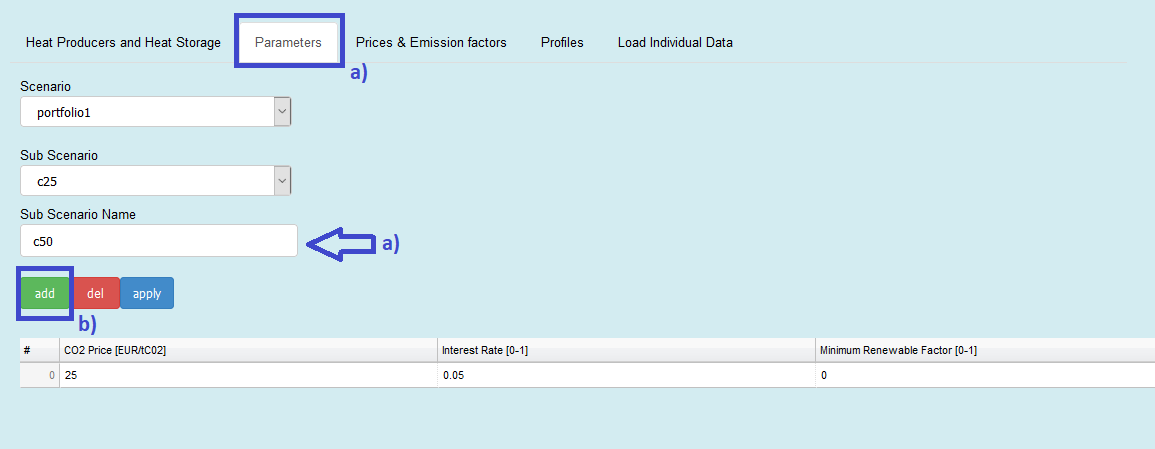 Heat Producers and Heat Storage Parameters Prices & Emission factors Profiles Load Individual Data
a)
Scenario
portfolio1
Sub Scenario
c25
Sub Scenario Name
c50
a)
add del apply
b)
# CO2 Price [EUR/tC02] Interest Rate [0-1] Minimum Renewable Factor [0-1]
0 25 0.05 0